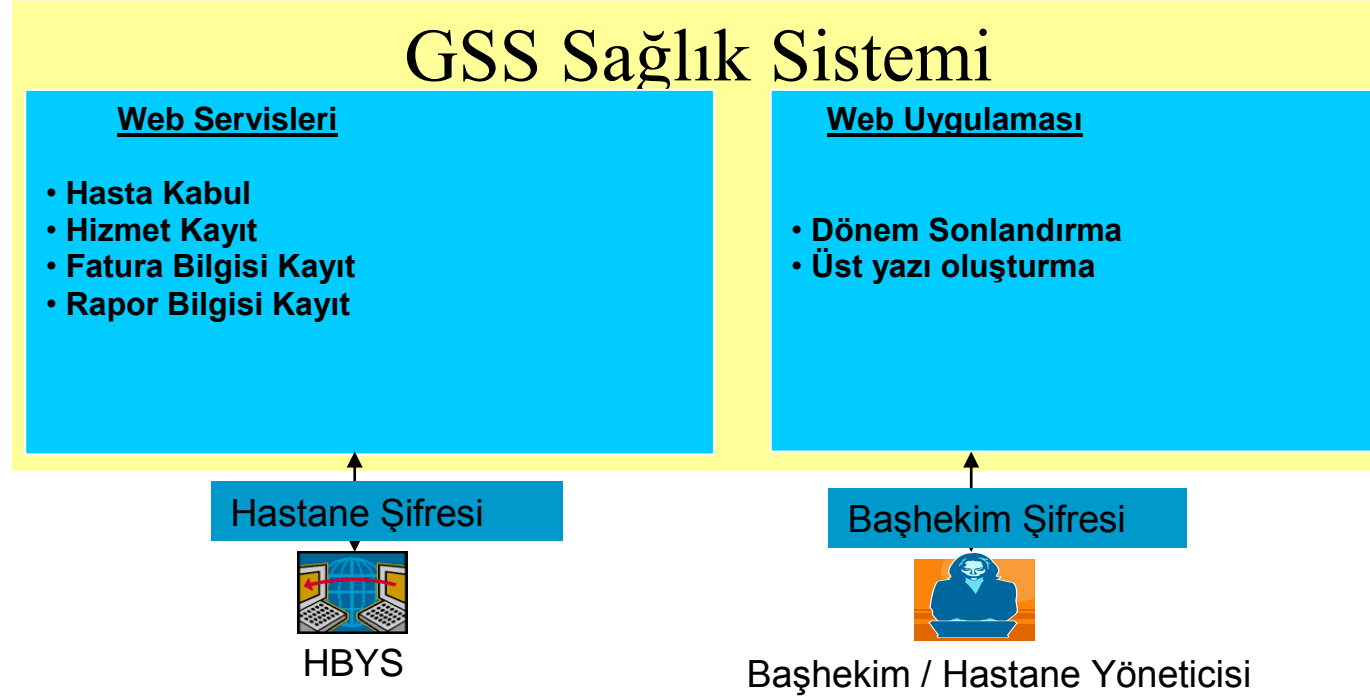 GSS Sağlık Sistemi
Web Servisleri
• Hasta Kabul
• Hizmet Kayıt
• Fatura Bilgisi Kayıt
• Rapor Bilgisi Kayıt
Web Uygulaması
• Dönem Sonlandırma
• Üst yazı oluşturma
Hastane Şifresi
Başhekim Şifresi
HBYS
Başhekim / Hastane Yöneticisi